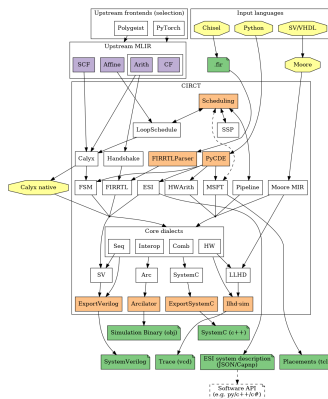 Upstream frontends (selection)
Input languages
Polygeist
PyTorch
Chisel
Python
SV/VHDL
Upstream MLIR
SCF
Affine
Arith
CF
.fir
Moore
CIRCT
Scheduling
LoopSchedule
SSP
Calyx
Handshake
FIRRTLParser
PyCDE
Calyx native
FSM
FIRRTL
ESI
HWArith
MSFT
Pipeline
Moore MIR
Core dialects
Seq
Interop
Comb
HW
SV
Arc
SystemC
LLHD
ExportVerilog
Arcilator
ExportSystemC
llhd-sim
Simulation Binary (obj)
SystemC (c++)
SystemVerilog
Trace (vcd)
ESI system description
(JSON/Capnp)
Placements (tcl
Software API
(e.g. py/c++/c#)